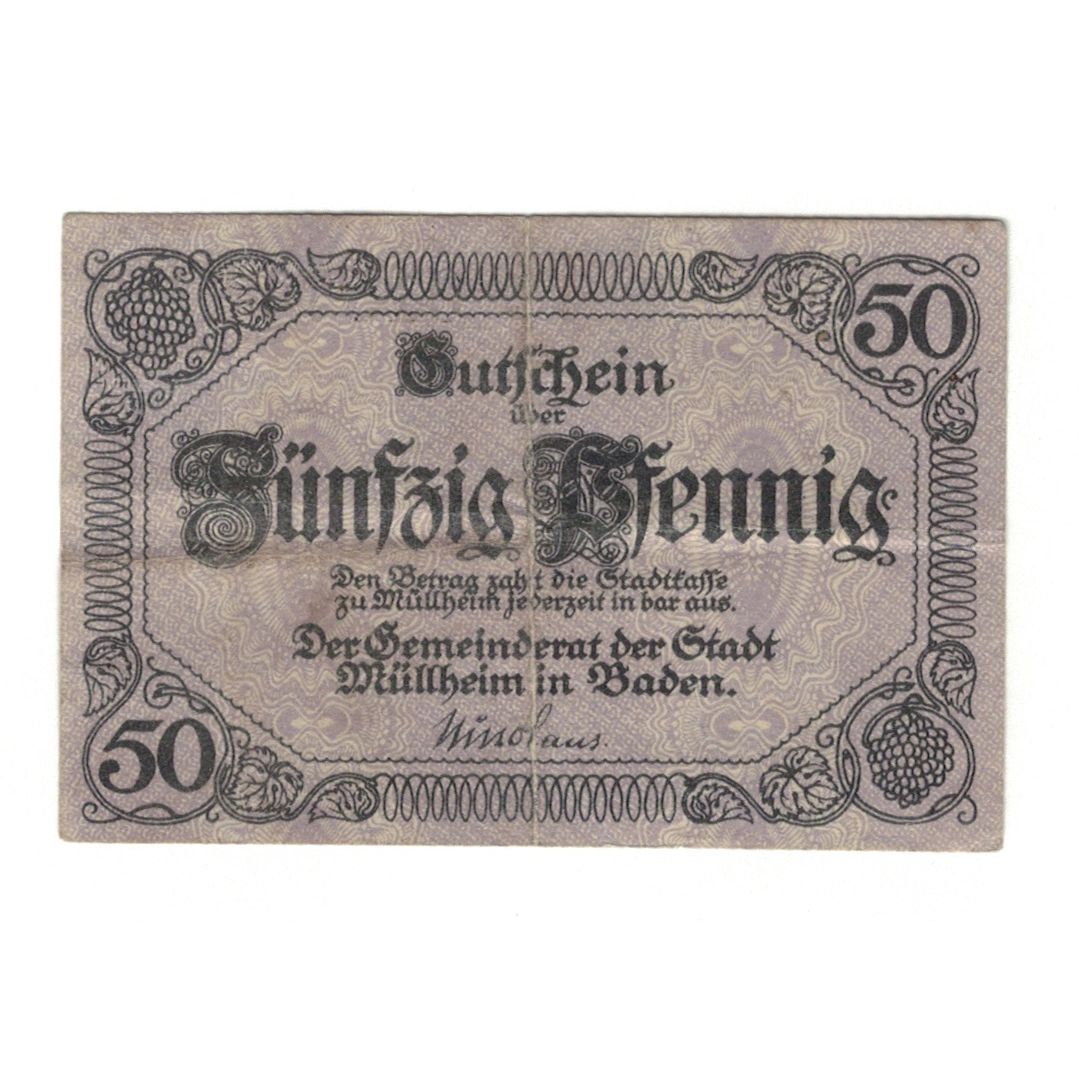 50
Gutschein
über
Fünfzig Pfennig
Den Betrag zahlt die Stadtkasse
zu Müllheim jederzeit in bar aus.
Der Gemeinderat der Stadt
Müllheim in Baden.
Nikolaus.
50